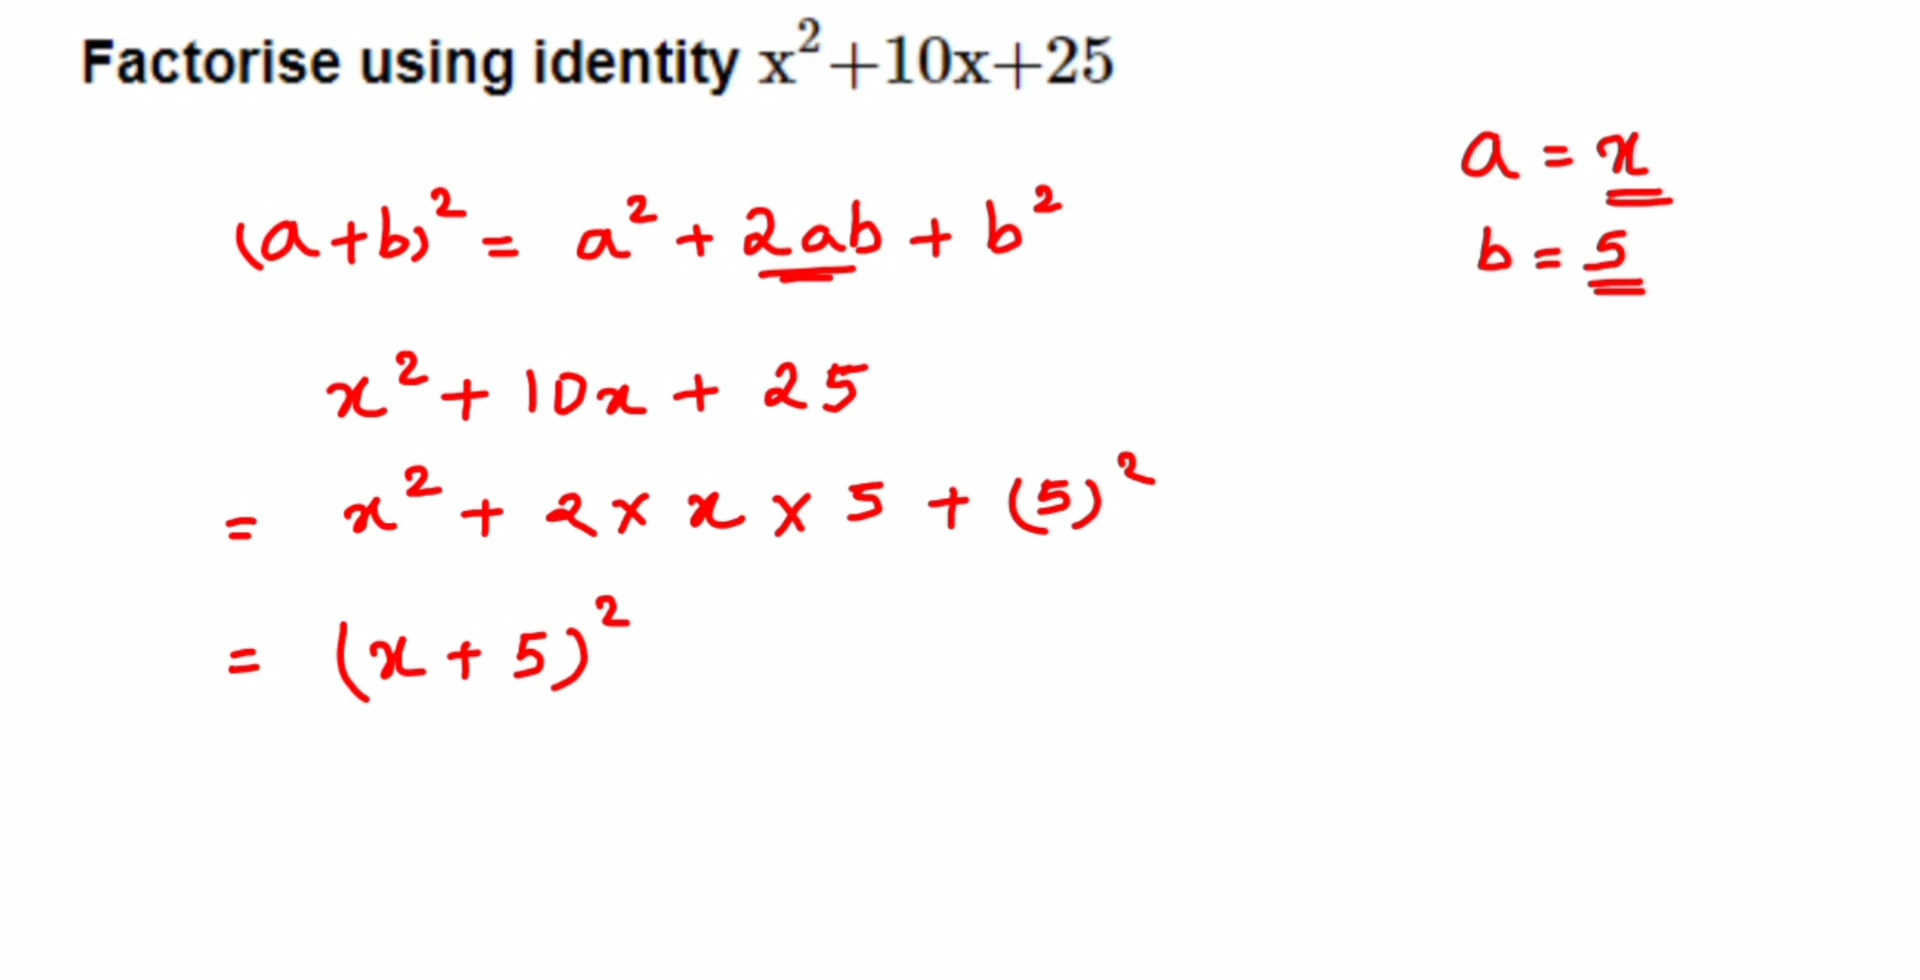 Factorise using identity x²+10x+25
a = x
(a+b)² = a² + 2ab + b²
b = 5
x² + 10x + 25
= x² + 2 × x × 5 + (5)²
= (x + 5)²